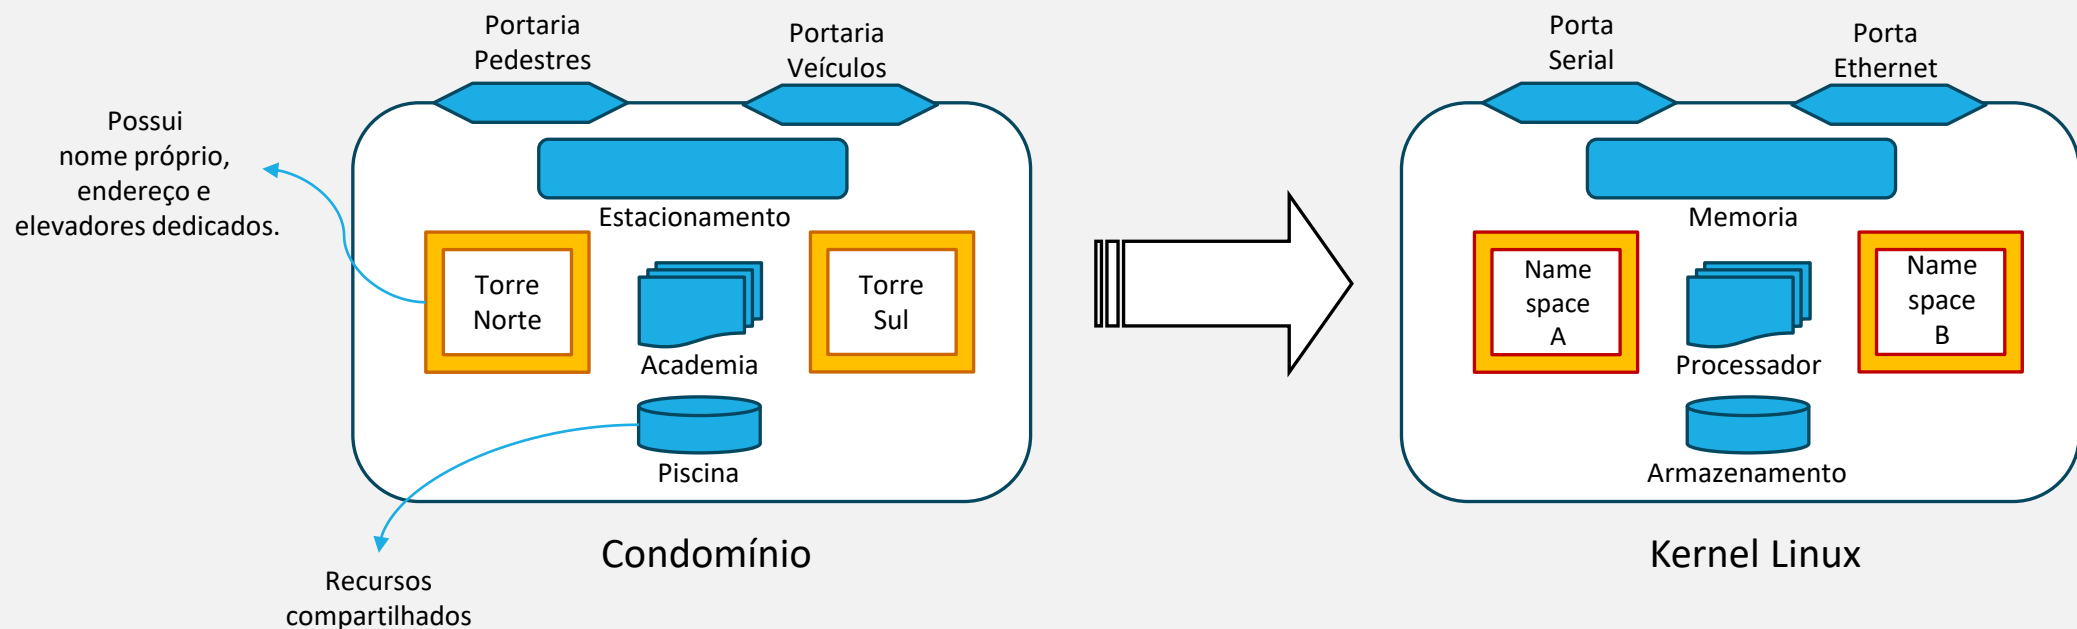 Portaria
Pedestres
Portaria
Veículos
Possui
nome próprio,
endereço e
elevadores dedicados.
Estacionamento
Torre
Norte
Academia
Torre
Sul
Piscina
Recursos
compartilhados
Condomínio
Porta
Serial
Porta
Ethernet
Memoria
Name
space
A
Processador
Name
space
B
Armazenamento
Kernel Linux